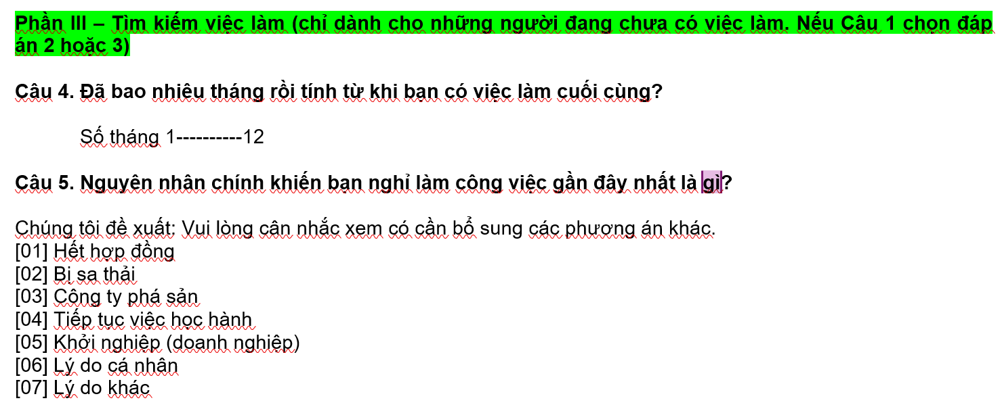 Phần III – Tìm kiếm việc làm (chỉ dành cho những người đang chưa có việc làm. Nếu Câu 1 chọn đáp
án 2 hoặc 3)
Câu 4. Đã bao nhiêu tháng rồi tính từ khi bạn có việc làm cuối cùng?
Số tháng 1----------12
Câu 5. Nguyên nhân chính khiến bạn nghỉ làm công việc gần đây nhất là gì?
Chúng tôi đề xuất: Vui lòng cân nhắc xem có cần bổ sung các phương án khác.
[01] Hết hợp đồng
[02] Bị sa thải
[03] Công ty phá sản
[04] Tiếp tục việc học hành
[05] Khởi nghiệp (doanh nghiệp)
[06] Lý do cá nhân
[07] Lý do khác